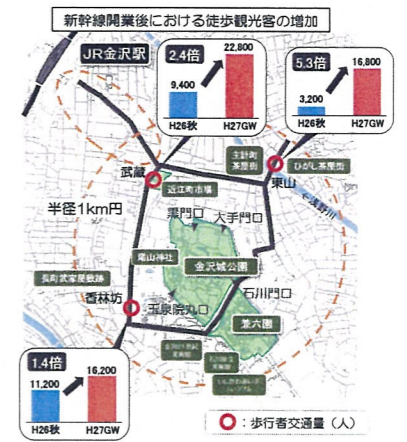 新幹線開業後における徒歩観光客の増加
JR金沢駅
2.4倍
22,800
9,400
H26秋
H27GW
5.3倍
16,800
3,200
H26秋
H27GW
主計町
茶屋街
ひがし茶屋街
武蔵
東山
近江町市場
浅野川
半径1km円
黒門口
大手門口
尾山神社
金沢城公園
長町武家屋敷跡
石川門口
香林坊
玉泉院丸口
兼六園
1.4倍
16,200
11,200
H26秋
H27GW
:歩行者交通量(人)